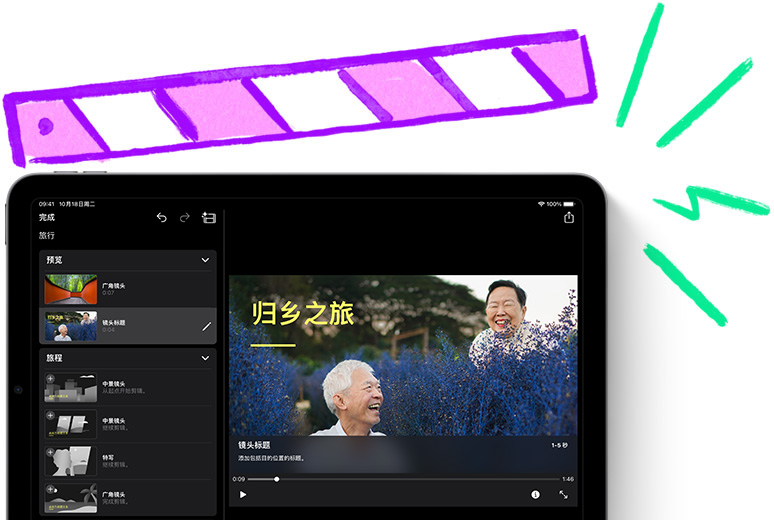 09:41 10月18日周二
100%
完成
旅行
预览
广角镜头
0:07
镜头标题
0:04
旅程
中景镜头
从起点开始剪辑。
中景镜头
继续剪辑。
特写
继续剪辑。
广角镜头
完成剪辑。
归乡之旅
镜头标题
1-5 秒
添加包括目的位置的标题。
0:09
1:46